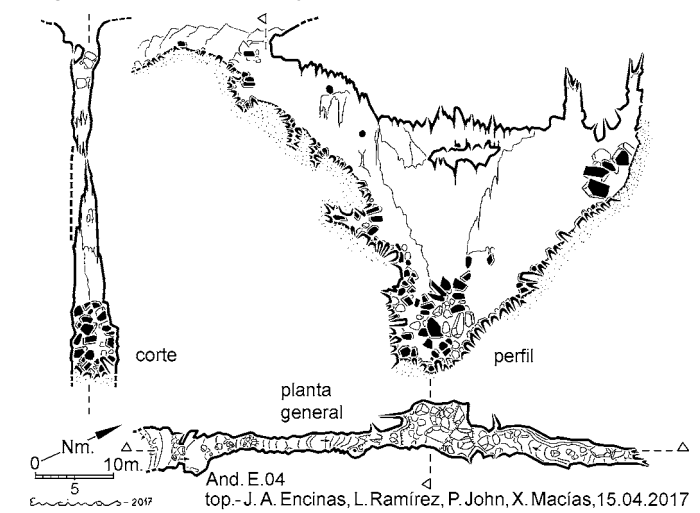 corte
perfil
planta
general
Nm.
0 10m.
5
And. E.04
-2017
top.- J. A. Encinas, L. Ramírez, P. John, X. Macías, 15.04.2017